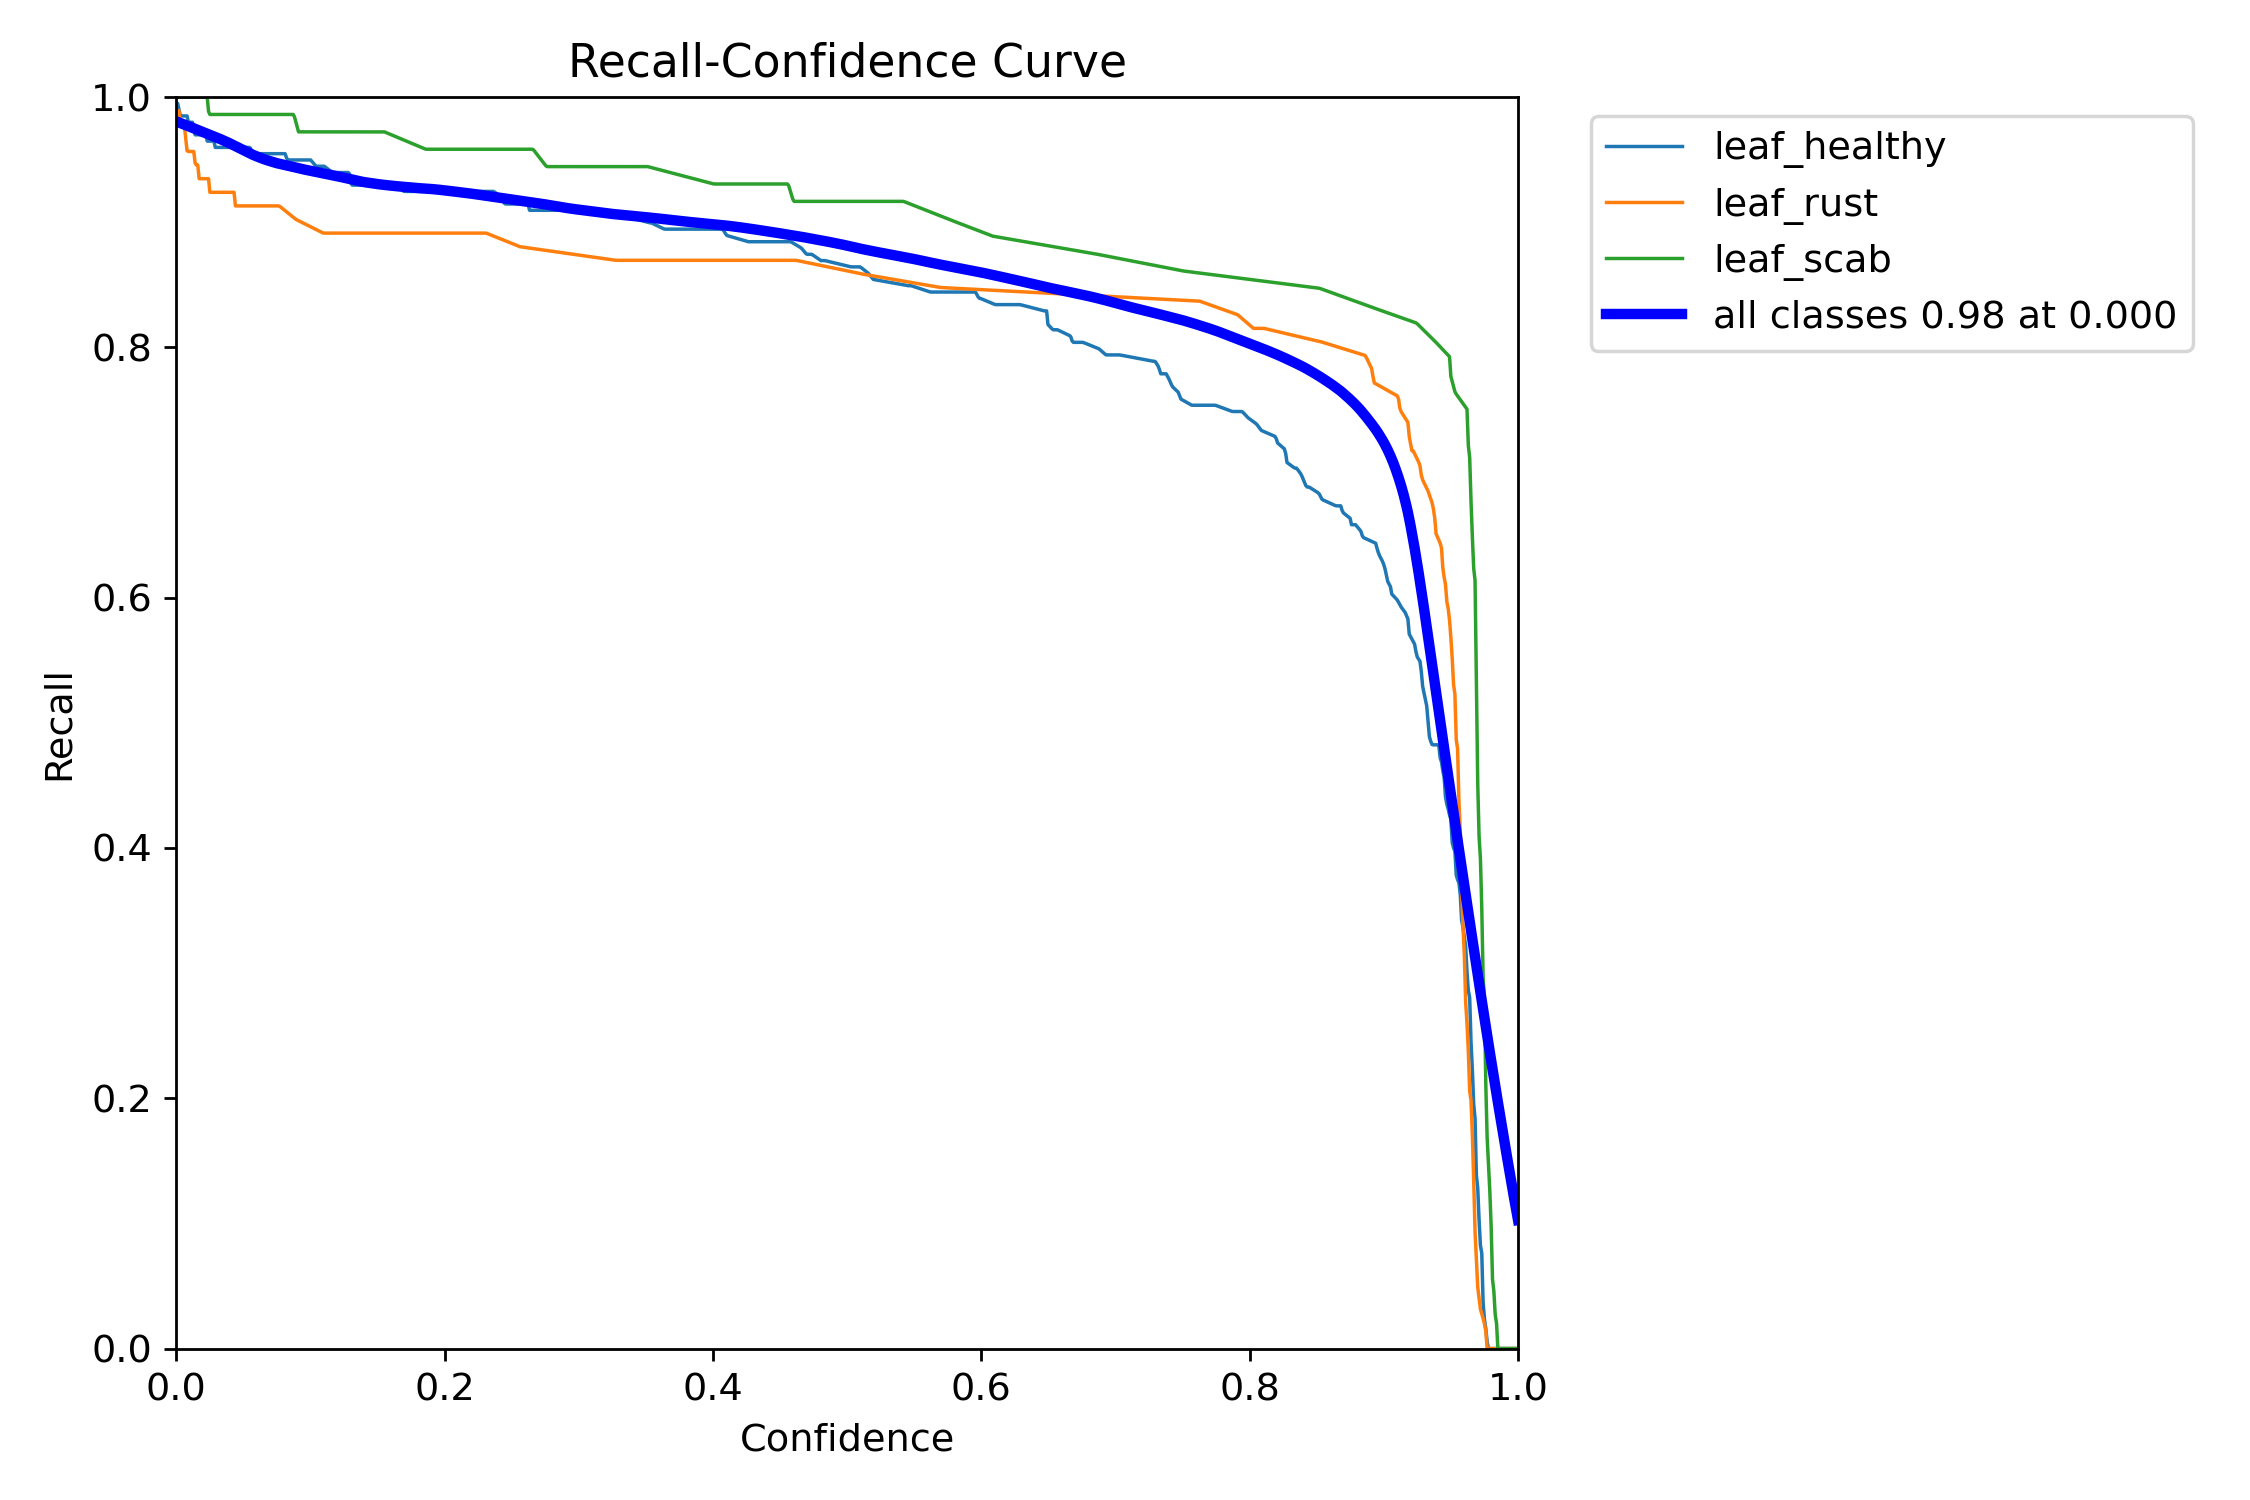 Recall-Confidence Curve
leaf_healthy
leaf_rust
leaf_scab
all classes 0.98 at 0.000
1.0
0.8
0.6
0.4
0.2
0.0
Recall
0.0 0.2 0.4 0.6 0.8 1.0
Confidence